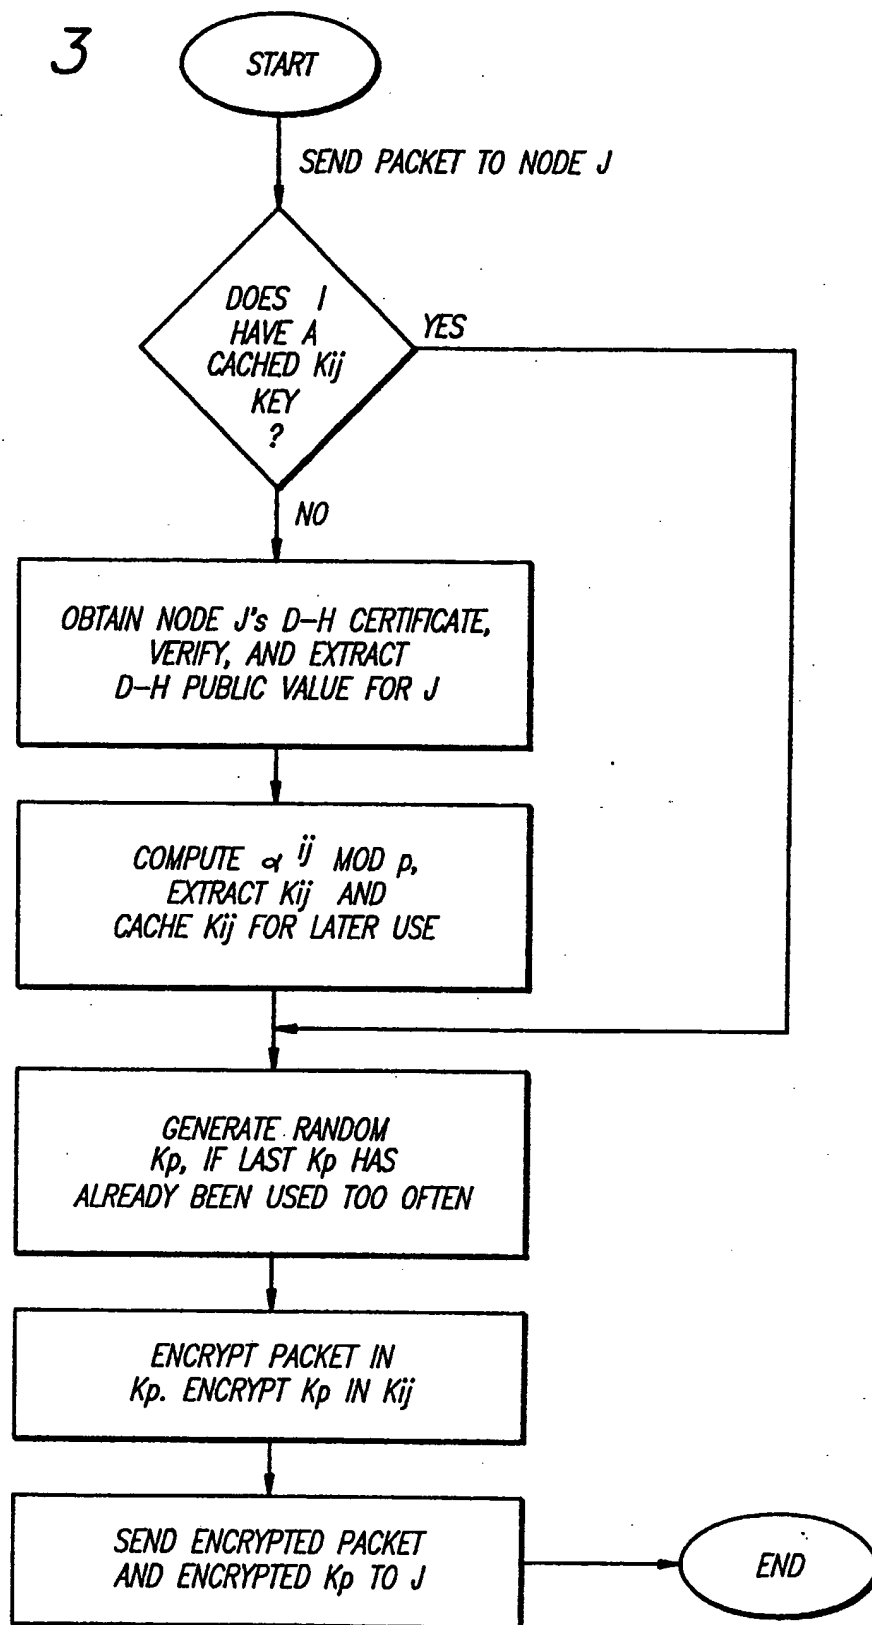 3
START
SEND PACKET TO NODE J
DOES I
HAVE A
CACHED Kij
KEY
?
YES
NO
OBTAIN NODE J's D-H CERTIFICATE,
VERIFY, AND EXTRACT
D-H PUBLIC VALUE FOR J
COMPUTE α ij MOD p,
EXTRACT Kij AND
CACHE Kij FOR LATER USE
GENERATE RANDOM
Kp, IF LAST Kp HAS
ALREADY BEEN USED TOO OFTEN
ENCRYPT PACKET IN
Kp. ENCRYPT Kp IN Kij
SEND ENCRYPTED PACKET
AND ENCRYPTED Kp TO J
END